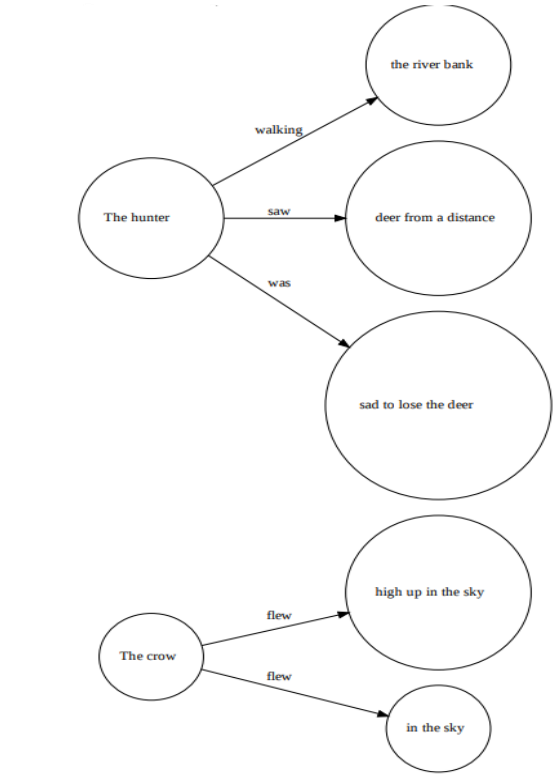 the river bank
walking
The hunter
saw
deer from a distance
was
sad to lose the deer
high up in the sky
flew
The crow
flew
in the sky